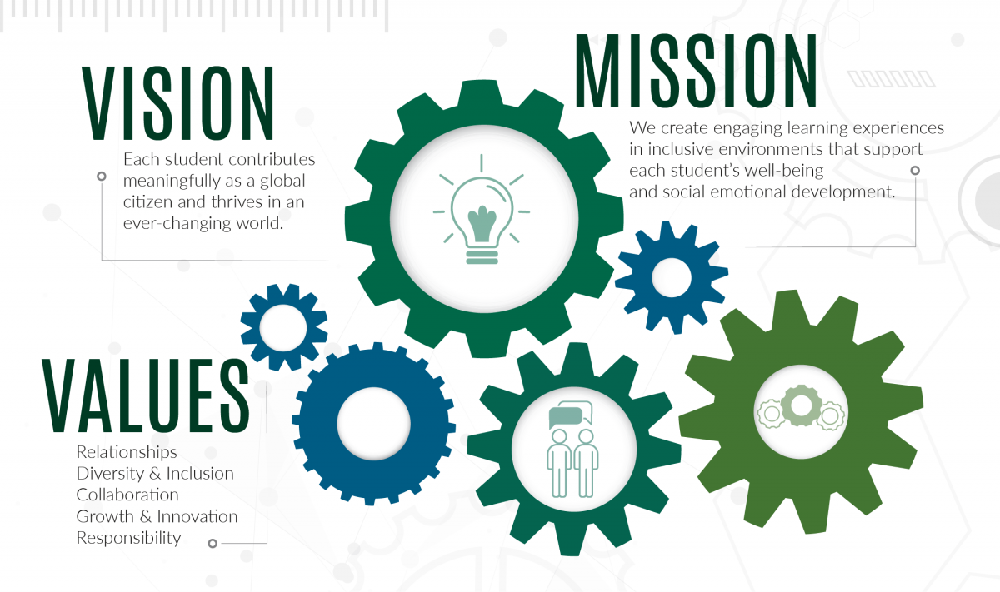 VISION
Each student contributes
meaningfully as a global
citizen and thrives in an
ever-changing world.
MISSION
We create engaging learning experiences
in inclusive environments that support
each student’s well-being
and social emotional development.
VALUES
Relationships
Diversity & Inclusion
Collaboration
Growth & Innovation
Responsibility